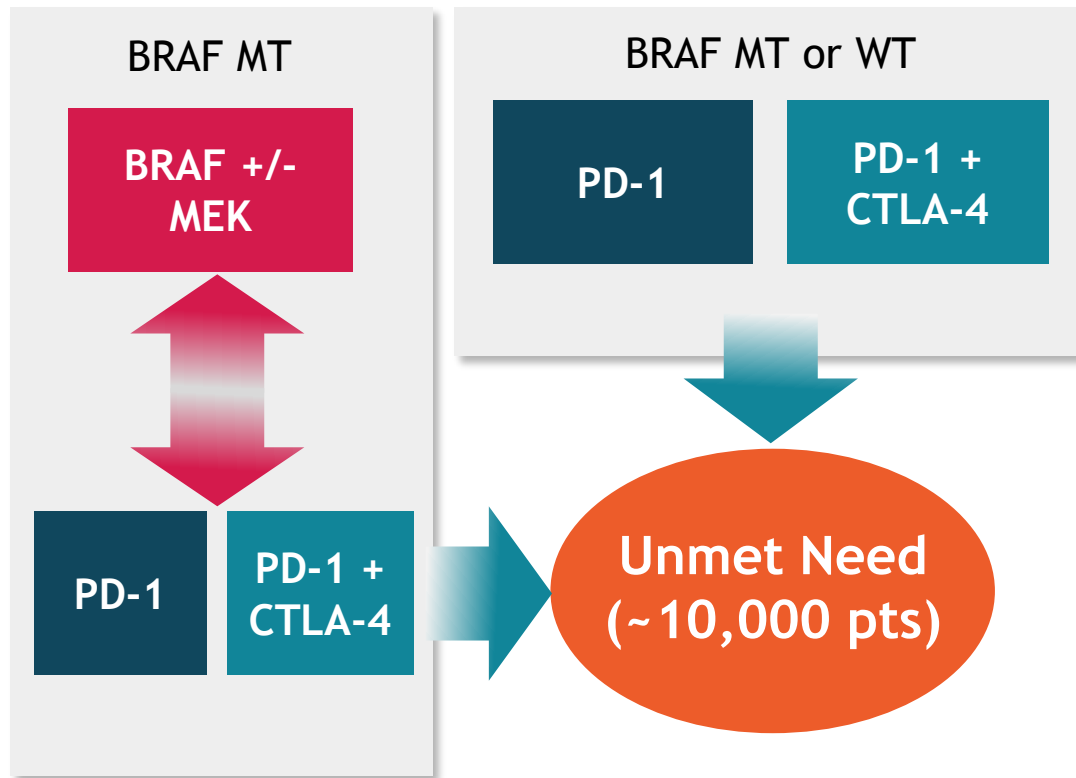 BRAF MT
BRAF +/-
MEK
PD-1
PD-1 +
CTLA-4
BRAF MT or WT
PD-1
PD-1 +
CTLA-4
Unmet Need
(~10,000 pts)